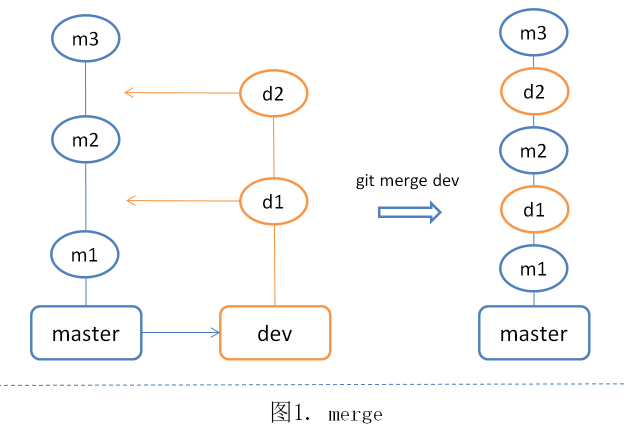 m3
m3
d2
d2
m2
m2
git merge dev
d1
d1
m1
m1
master
dev
master
图1. merge